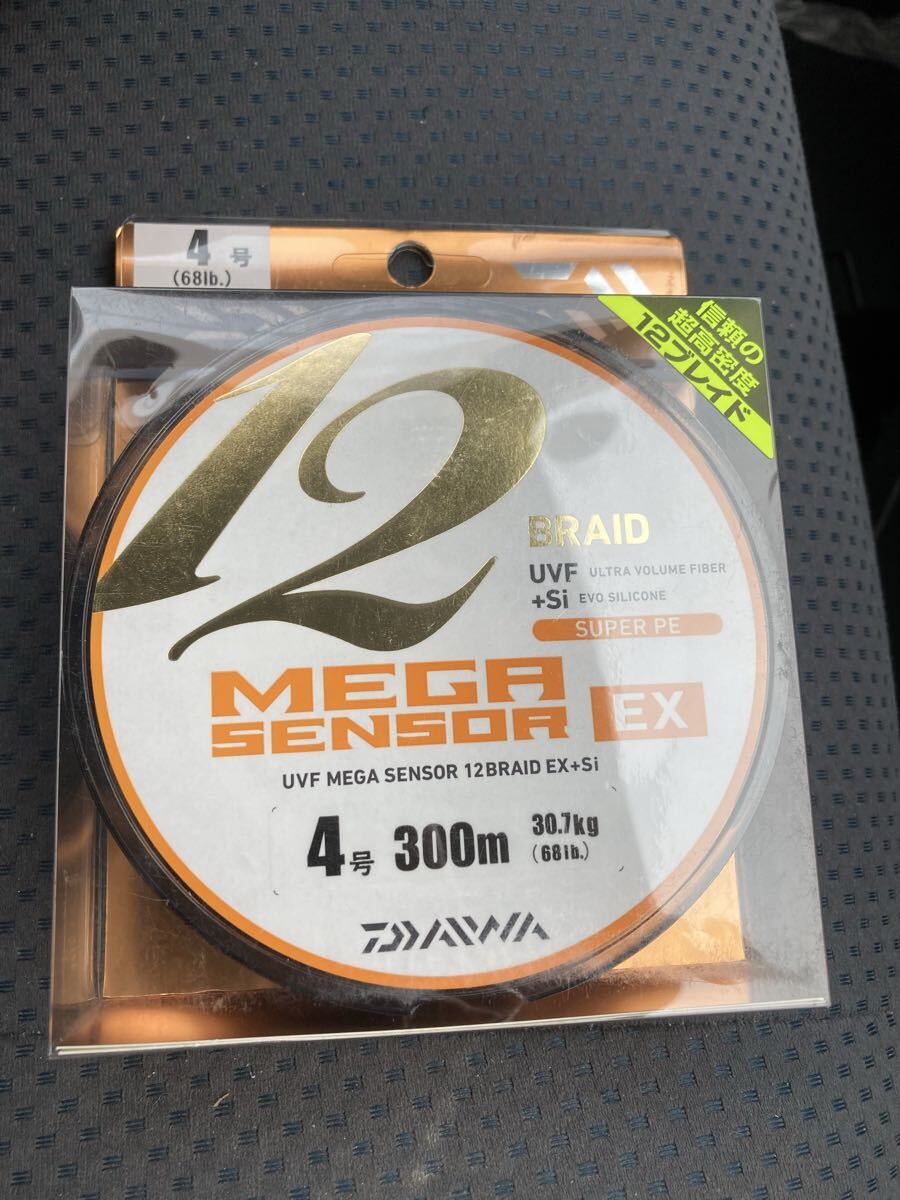 4号
(68lb.)
信頼の
超高密度
12ブレイド
12
BRAID
UVF ULTRA VOLUME FIBER
+Si EVO SILICONE
SUPER PE
MEGA
SENSOR EX
UVF MEGA SENSOR 12BRAID EX+Si
4号 300m 30.7kg
(68lb.)
DAIWA